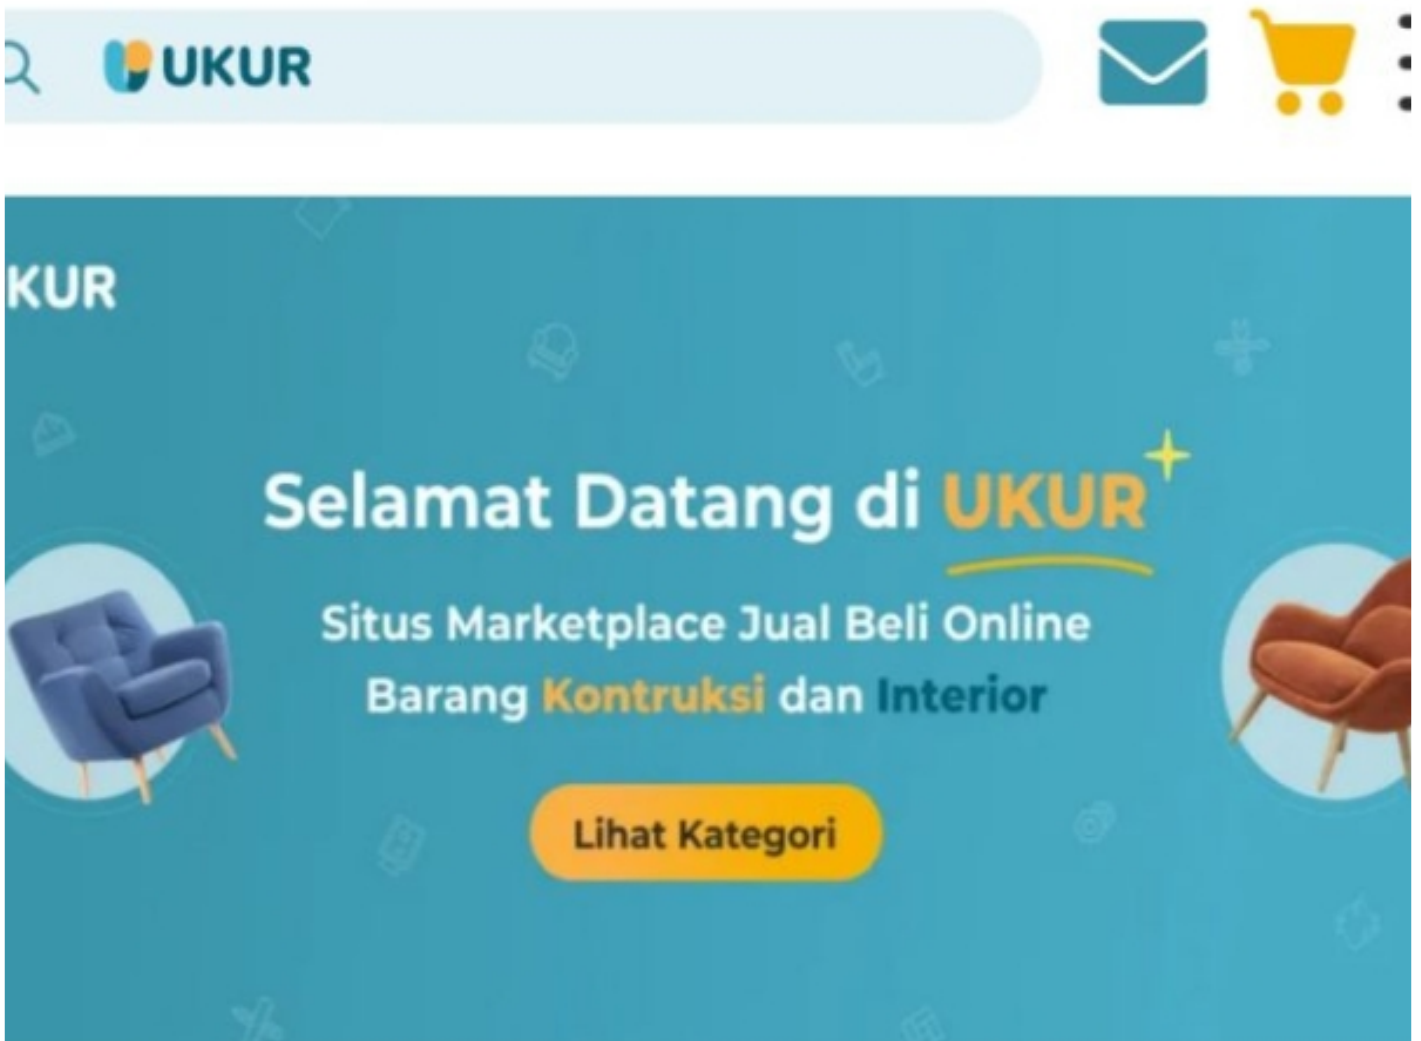 UKUR
KUR
Selamat Datang di UKUR
Situs Marketplace Jual Beli Online
Barang Kontruksi dan Interior
Lihat Kategori